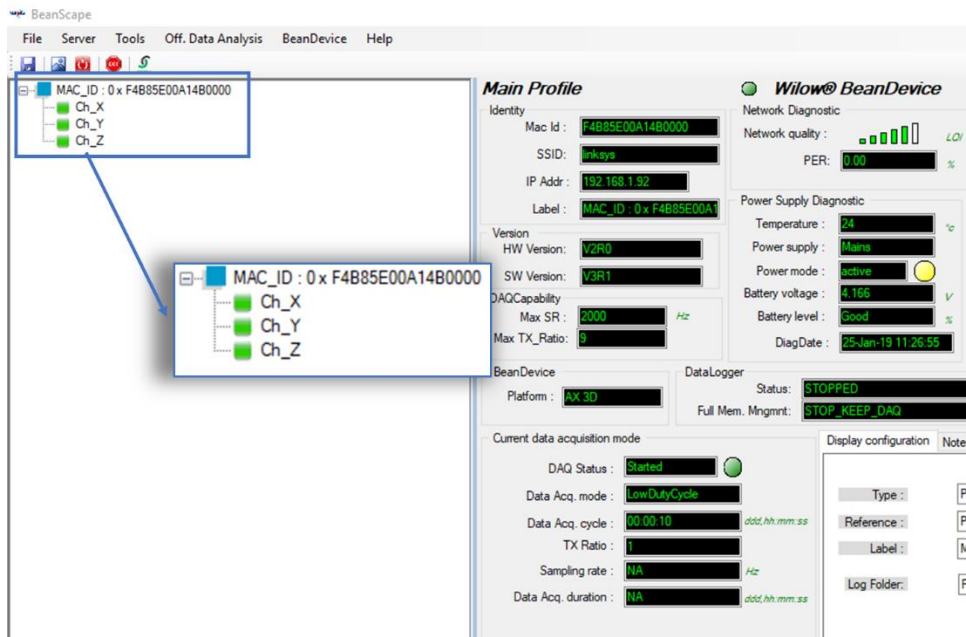 BeanScape
File Server Tools Off. Data Analysis BeanDevice Help
MAC_ID : 0 x F4B85E00A14B0000
Ch_X
Ch_Y
Ch_Z
MAC_ID : 0 x F4B85E00A14B0000
Ch_X
Ch_Y
Ch_Z
Main Profile
Wilow® BeanDevice
Identity
Mac Id : F4B85E00A14B0000
SSID: linksys
IP Addr : 192.168.1.92
Label : MAC_ID : 0 x F4B85E00A1
Network Diagnostic
Network quality : LQI
PER: 0.00 %
Version
HW Version: V2R0
SW Version: V3R1
Power Supply Diagnostic
Temperature : 24 °c
Power supply : Mains
Power mode : active
Battery voltage : 4.166 V
Battery level : Good %
DiagDate : 25-Jan-19 11:26:55
DAQCapability
Max SR : 2000 Hz
Max TX_Ratio: 9
BeanDevice
Platform : AX 3D
DataLogger
Status: STOPPED
Full Mem. Mngmnt: STOP_KEEP_DAQ
Current data acquisition mode
DAQ Status : Started
Data Acq. mode : LowDutyCycle
Data Acq. cycle : 00:00:10 ddd,hh:mm:ss
TX Ratio : 1
Sampling rate : NA Hz
Data Acq. duration : NA ddd,hh:mm:ss
Display configuration Note
Type : P
Reference : P
Label : M
Log Folder: